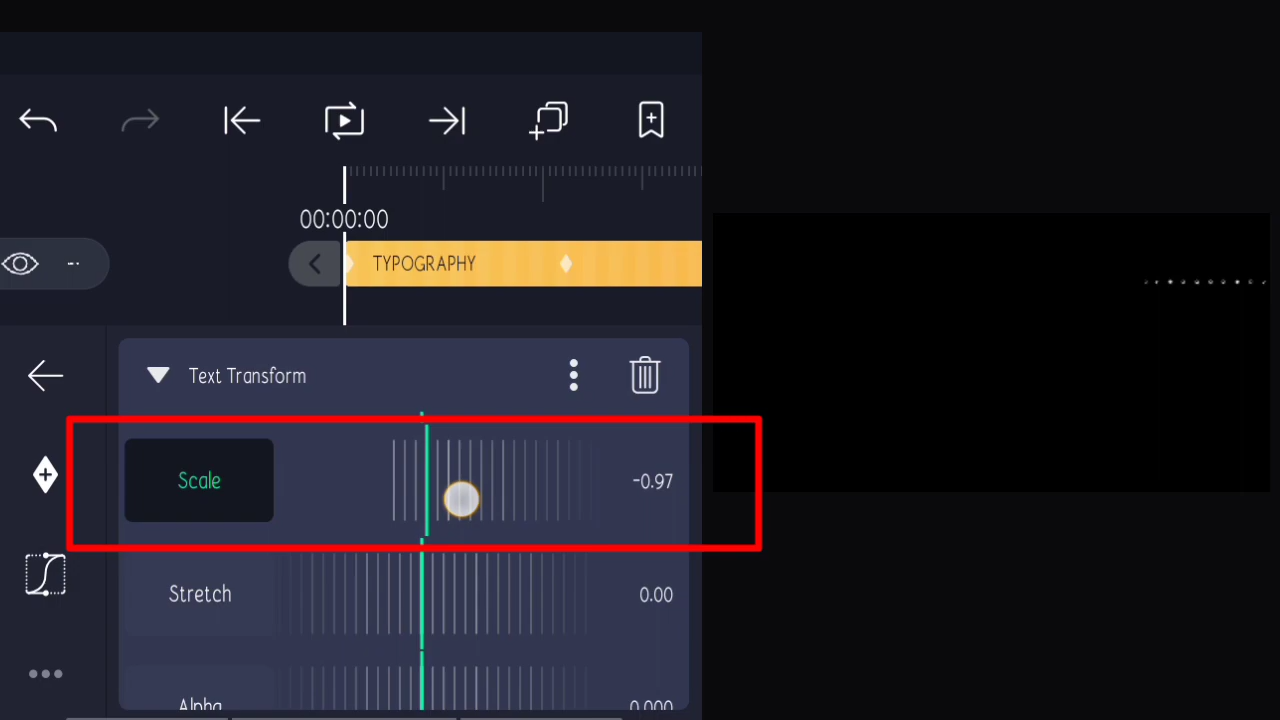 00:00:00
TYPOGRAPHY
Text Transform
Scale -0.97
Stretch 0.00
Alpha 0.000